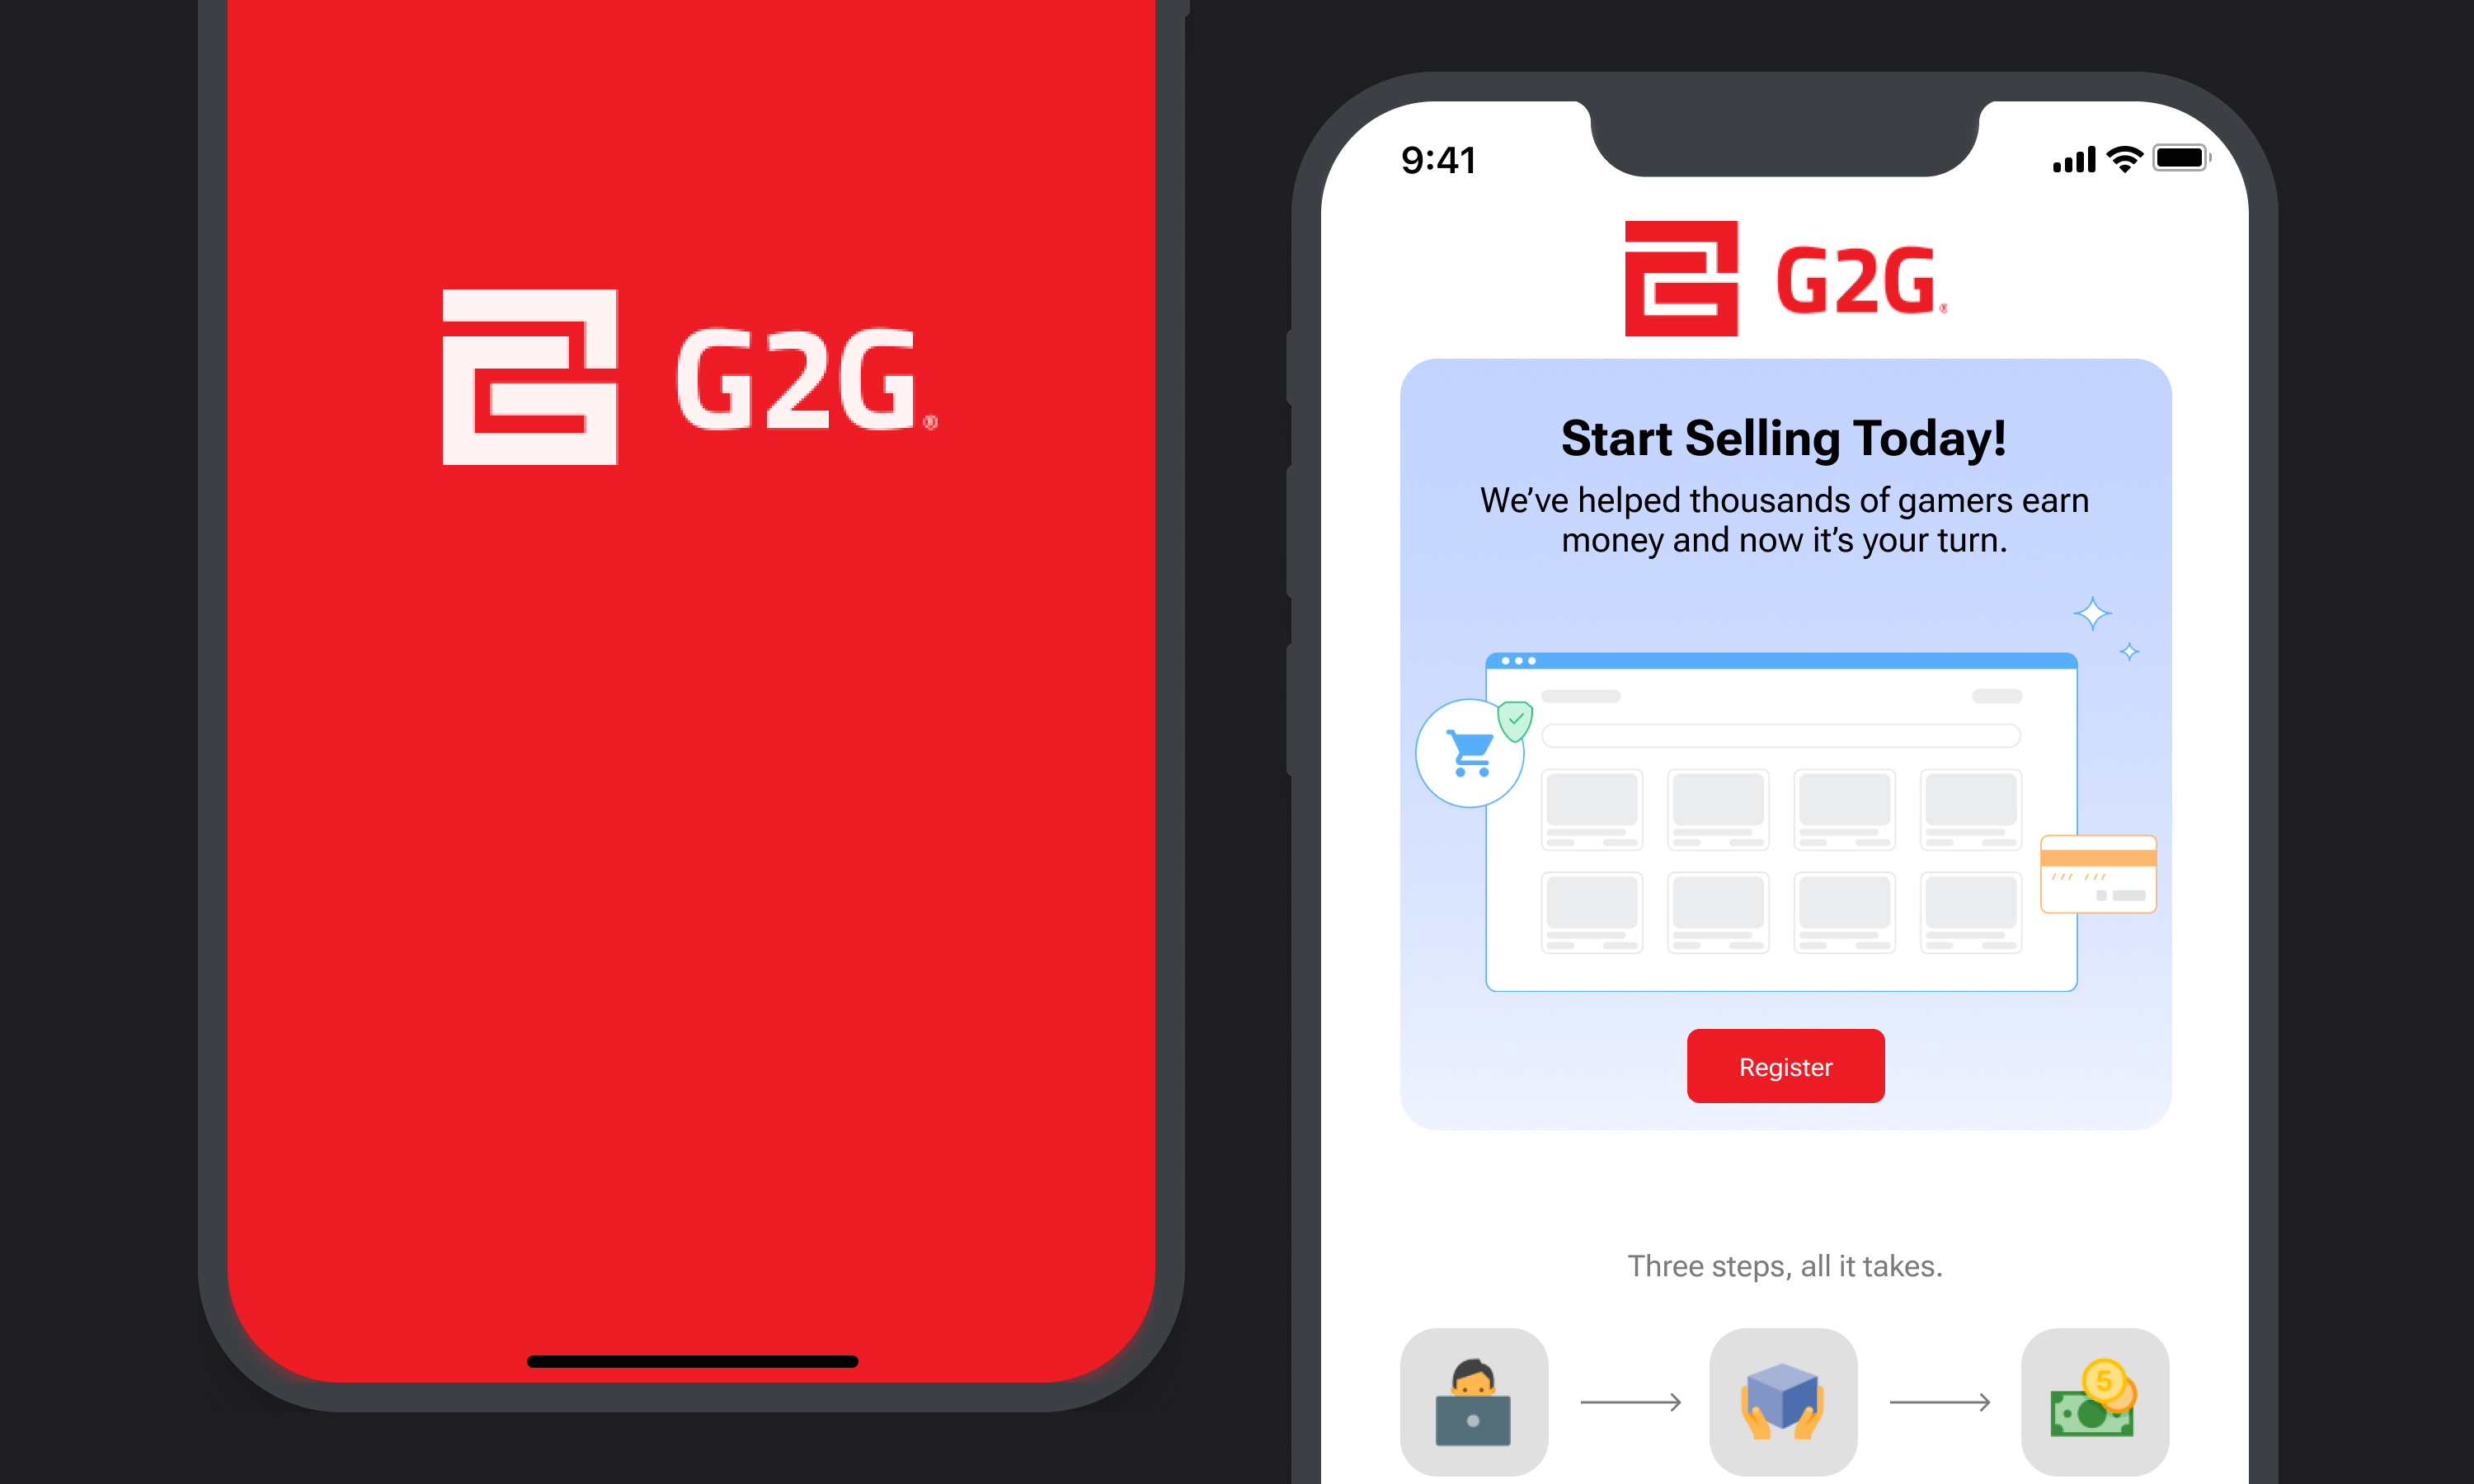 G2G®
9:41
G2G®
Start Selling Today!
We've helped thousands of gamers earn
money and now it's your turn.
Register
Three steps, all it takes.
5